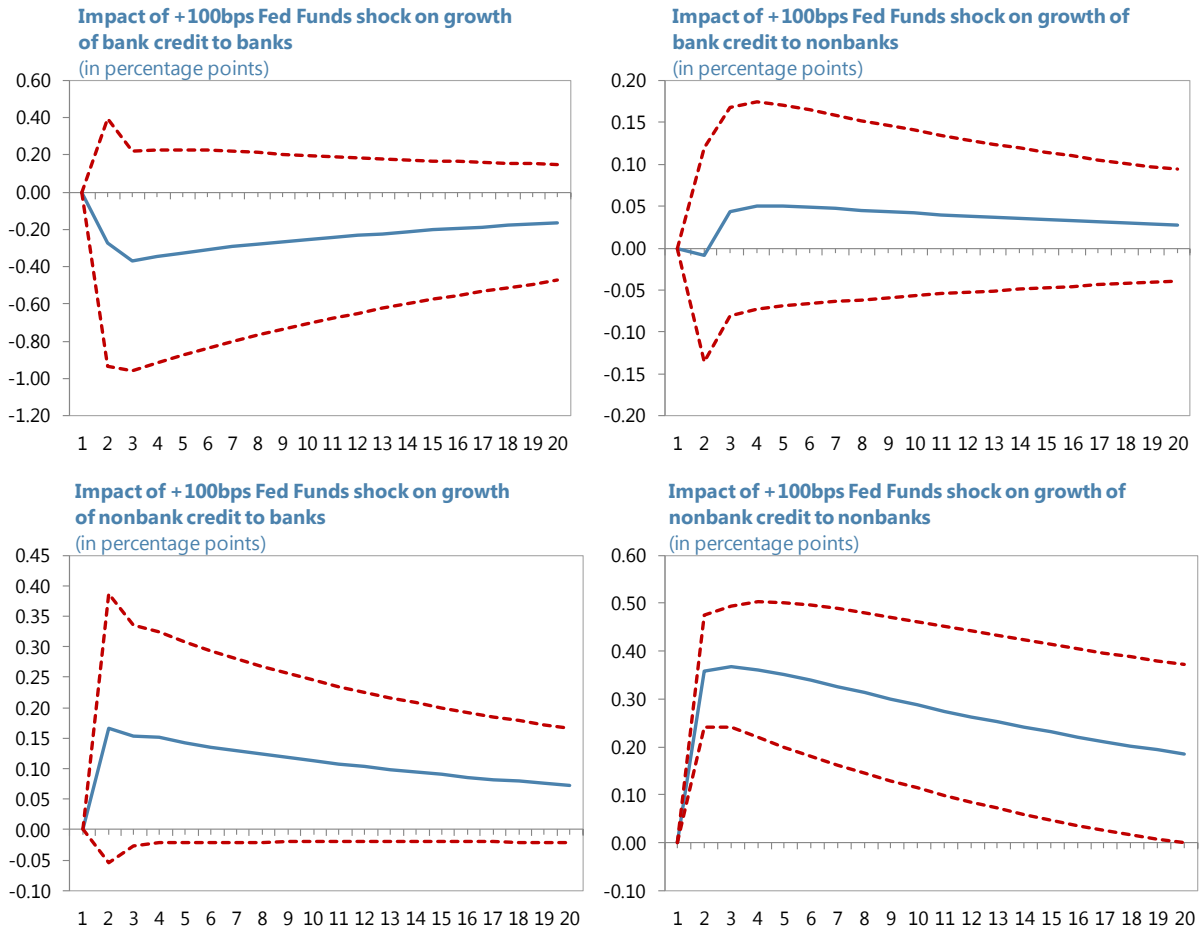 Impact of +100bps Fed Funds shock on growth
of bank credit to banks
(in percentage points)
0.60
0.40
0.20
0.00
-0.20
-0.40
-0.60
-0.80
-1.00
-1.20
1 2 3 4 5 6 7 8 9 10 11 12 13 14 15 16 17 18 19 20
Impact of +100bps Fed Funds shock on growth of
bank credit to nonbanks
(in percentage points)
0.20
0.15
0.10
0.05
0.00
-0.05
-0.10
-0.15
-0.20
1 2 3 4 5 6 7 8 9 10 11 12 13 14 15 16 17 18 19 20
Impact of +100bps Fed Funds shock on growth
of nonbank credit to banks
(in percentage points)
0.45
0.40
0.35
0.30
0.25
0.20
0.15
0.10
0.05
0.00
-0.05
-0.10
1 2 3 4 5 6 7 8 9 10 11 12 13 14 15 16 17 18 19 20
Impact of +100bps Fed Funds shock on growth of
nonbank credit to nonbanks
(in percentage points)
0.60
0.50
0.40
0.30
0.20
0.10
0.00
-0.10
1 2 3 4 5 6 7 8 9 10 11 12 13 14 15 16 17 18 19 20